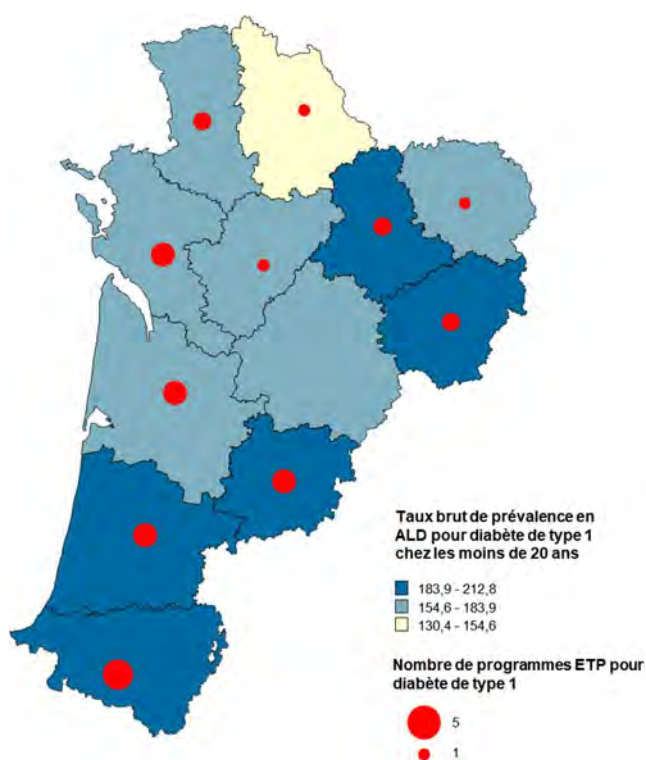 Taux brut de prévalence en
ALD pour diabète de type 1
chez les moins de 20 ans
183,9 - 212,8
154,6 - 183,9
130,4 - 154,6
Nombre de programmes ETP pour
diabète de type 1
5
1